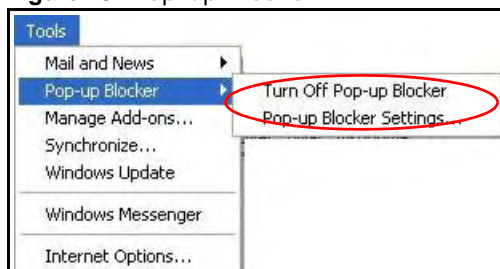 Tools
Mail and News
Pop-up Blocker
Turn Off Pop-up Blocker
Pop-up Blocker Settings...
Manage Add-ons...
Synchronize...
Windows Update
Windows Messenger
Internet Options...